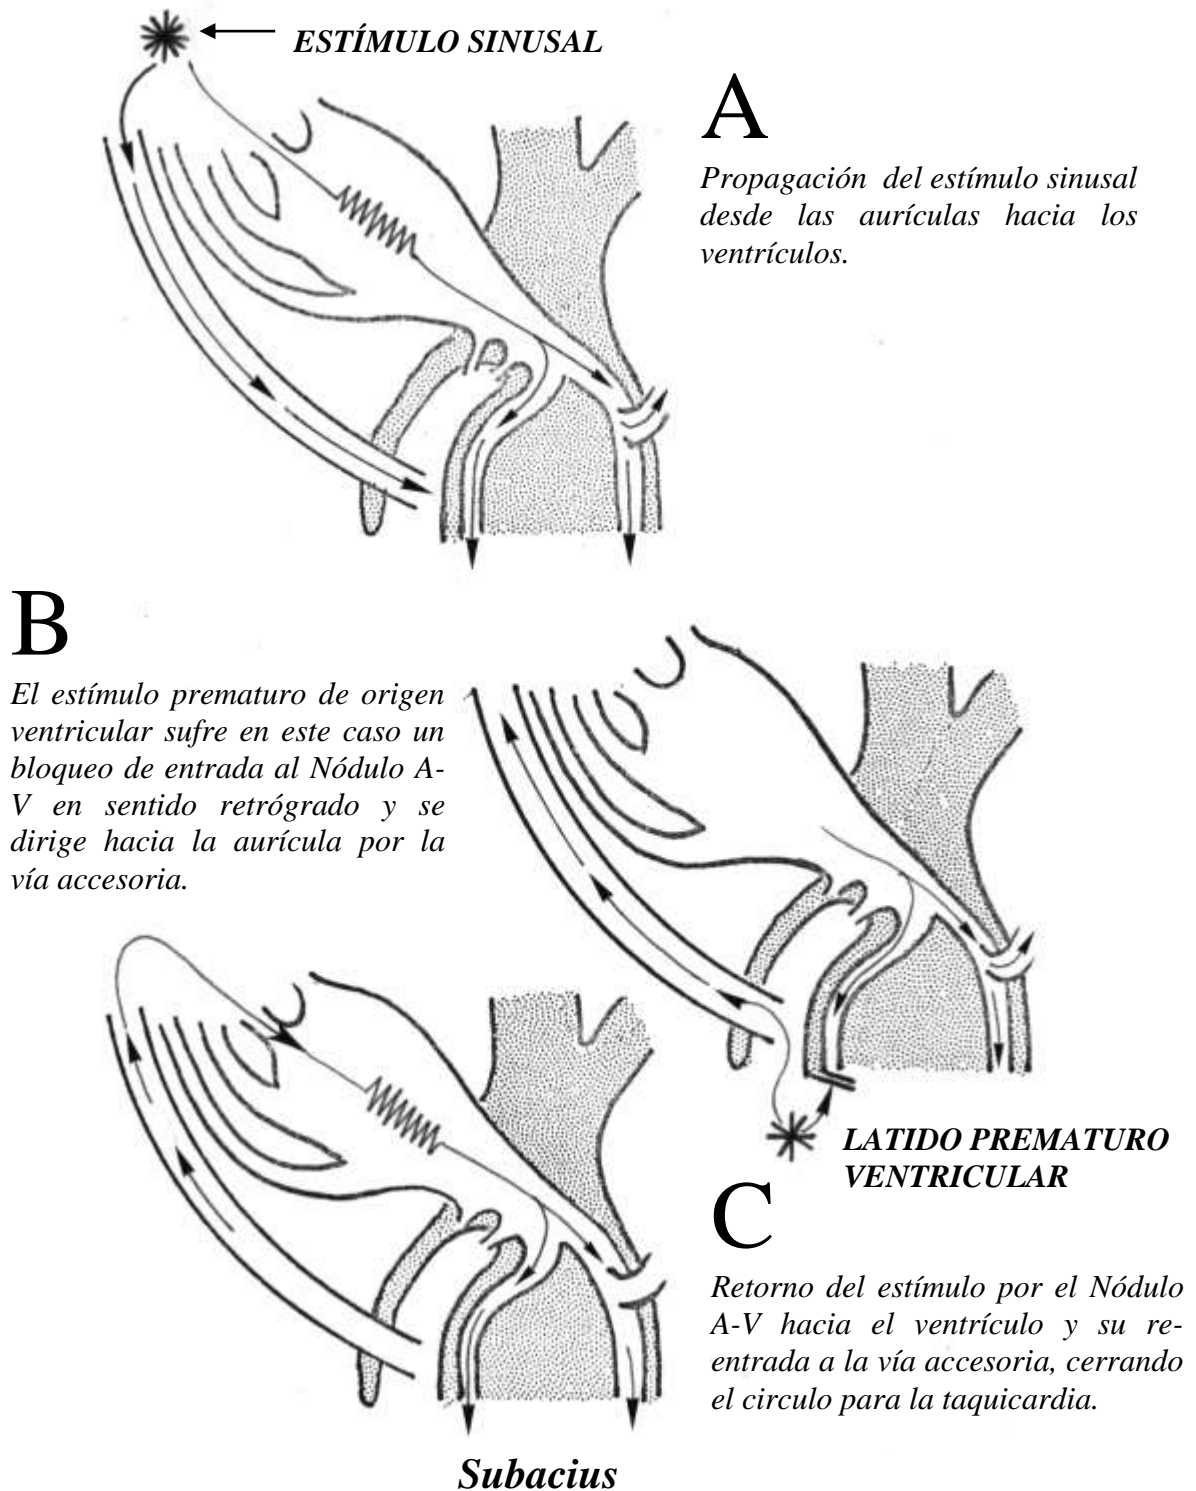 ESTÍMULO SINUSAL
A
Propagación del estímulo sinusal
desde las aurículas hacia los
ventrículos.
B
El estímulo prematuro de origen
ventricular sufre en este caso un
bloqueo de entrada al Nódulo A-
V en sentido retrógrado y se
dirige hacia la aurícula por la
vía accesoria.
LATIDO PREMATURO
VENTRICULAR
C
Retorno del estímulo por el Nódulo
A-V hacia el ventrículo y su re-
entrada a la vía accesoria, cerrando
el circulo para la taquicardia.
Subacius